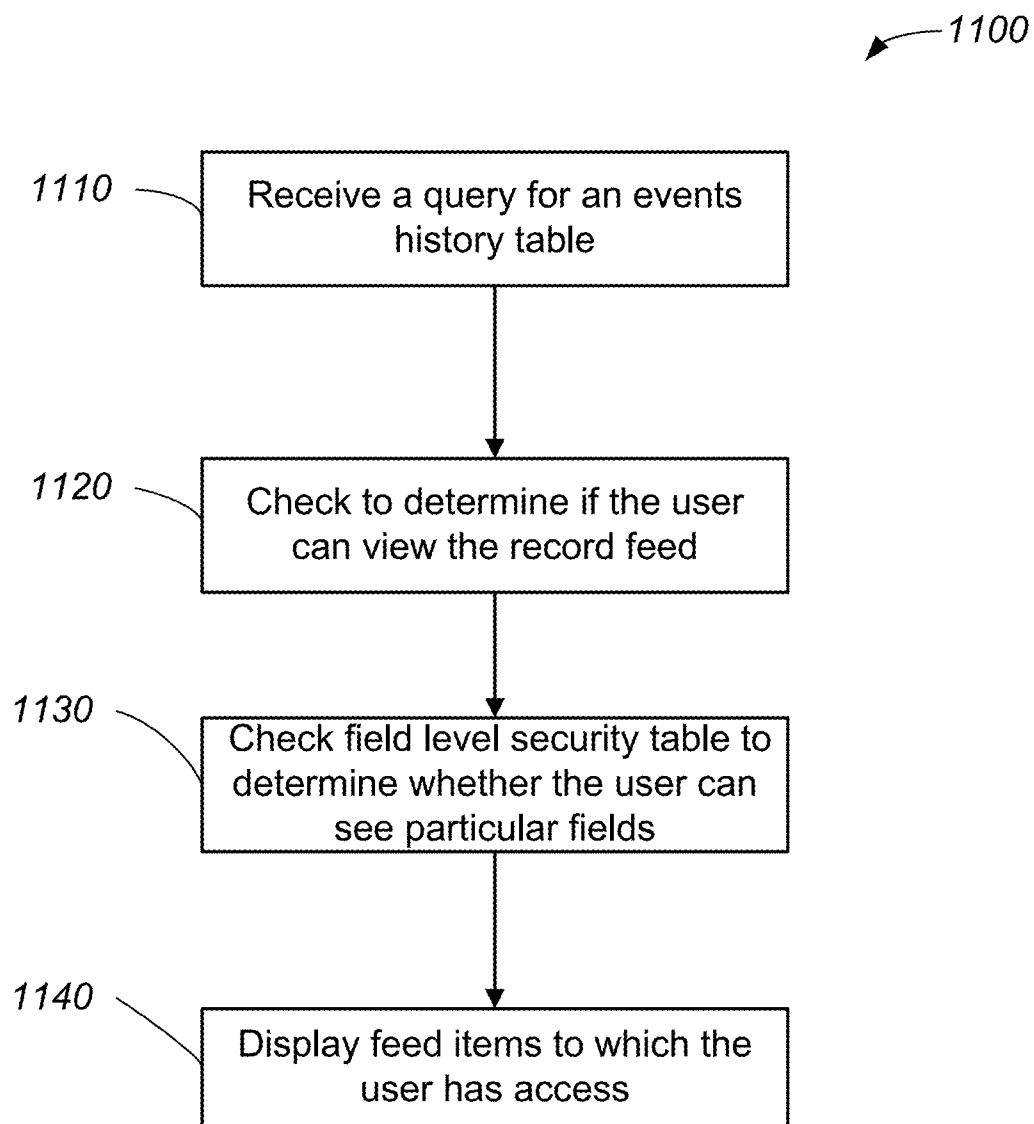 1100
1110
Receive a query for an events
history table
1120
Check to determine if the user
can view the record feed
1130
Check field level security table to
determine whether the user can
see particular fields
1140
Display feed items to which the
user has access